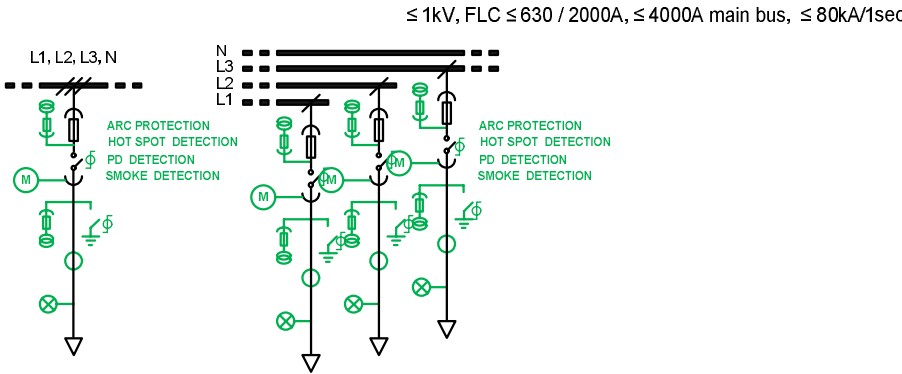 ≤ 1kV, FLC ≤ 630 / 2000A, ≤ 4000A main bus, ≤ 80kA/1sec
L1, L2, L3, N
N
L3
L2
L1
ARC PROTECTION
HOT SPOT DETECTION
PD DETECTION
SMOKE DETECTION
M
ARC PROTECTION
HOT SPOT DETECTION
PD DETECTION
SMOKE DETECTION
M
M
M